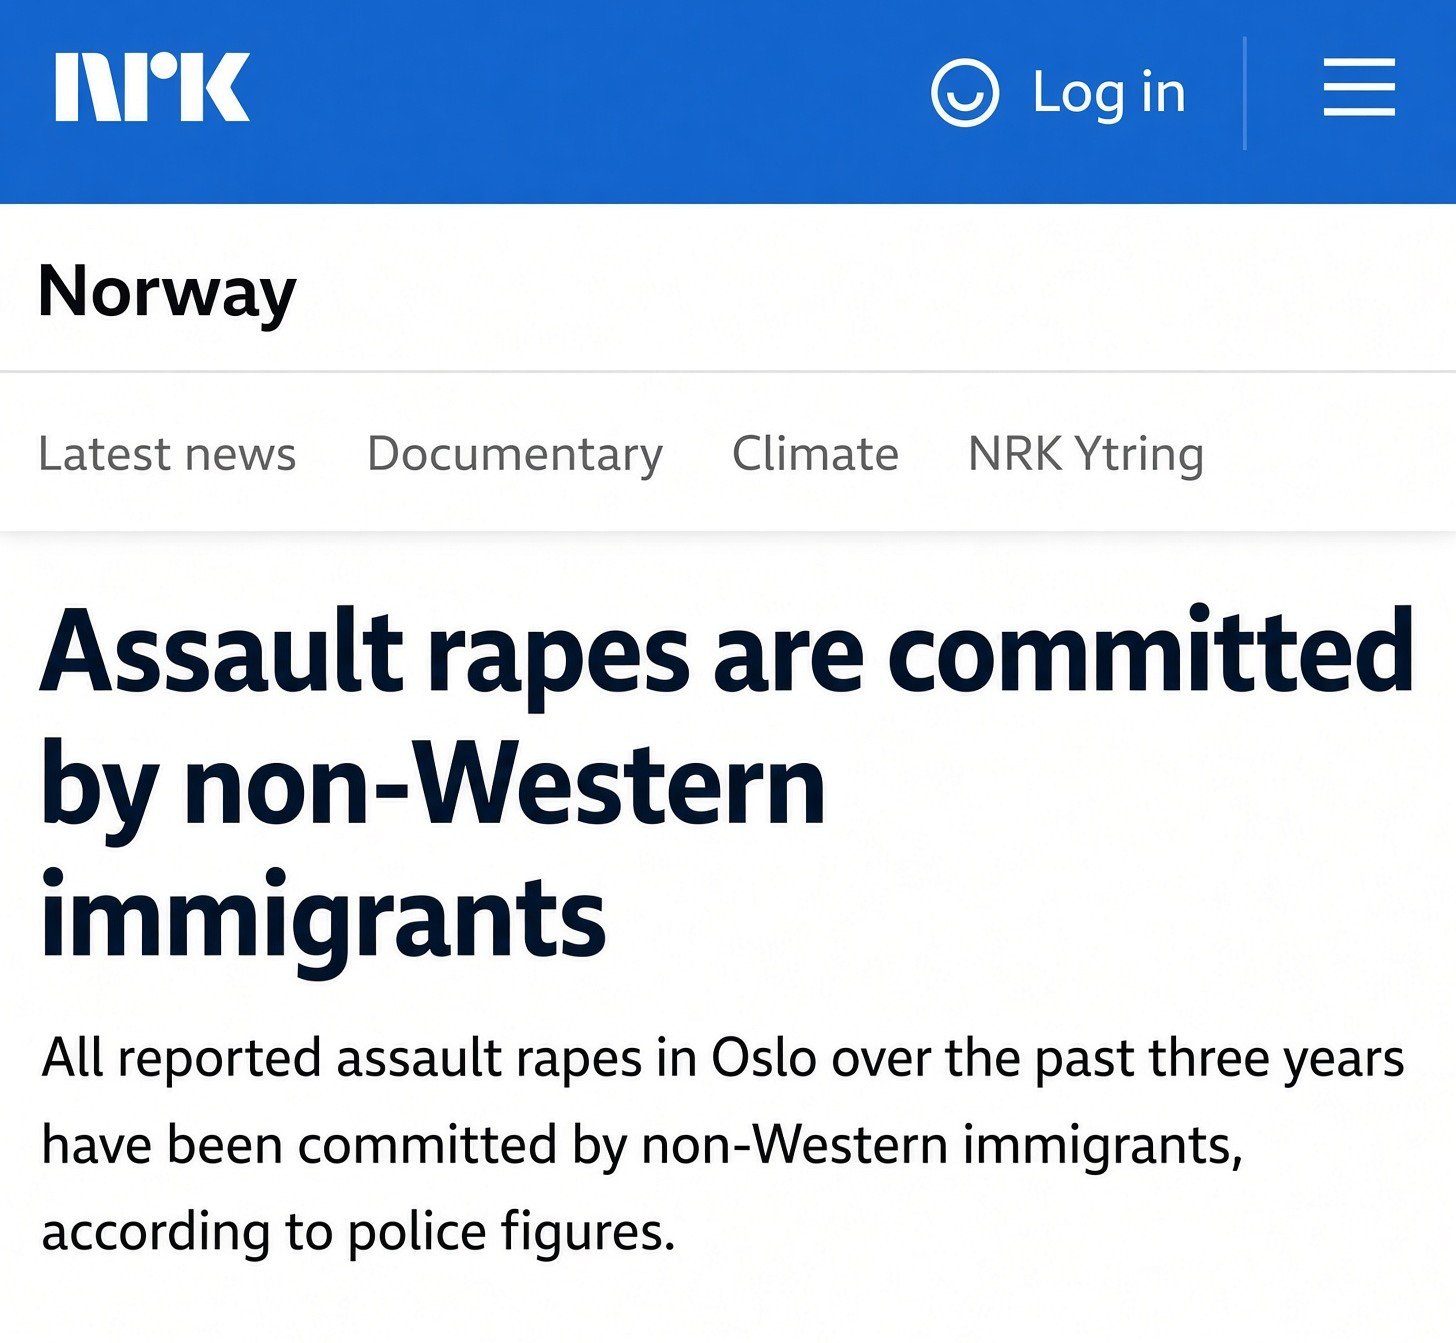 NRK
Log in
Norway
Latest news Documentary Climate NRK Ytring
Assault rapes are committed
by non-Western
immigrants
All reported assault rapes in Oslo over the past three years
have been committed by non-Western immigrants,
according to police figures.